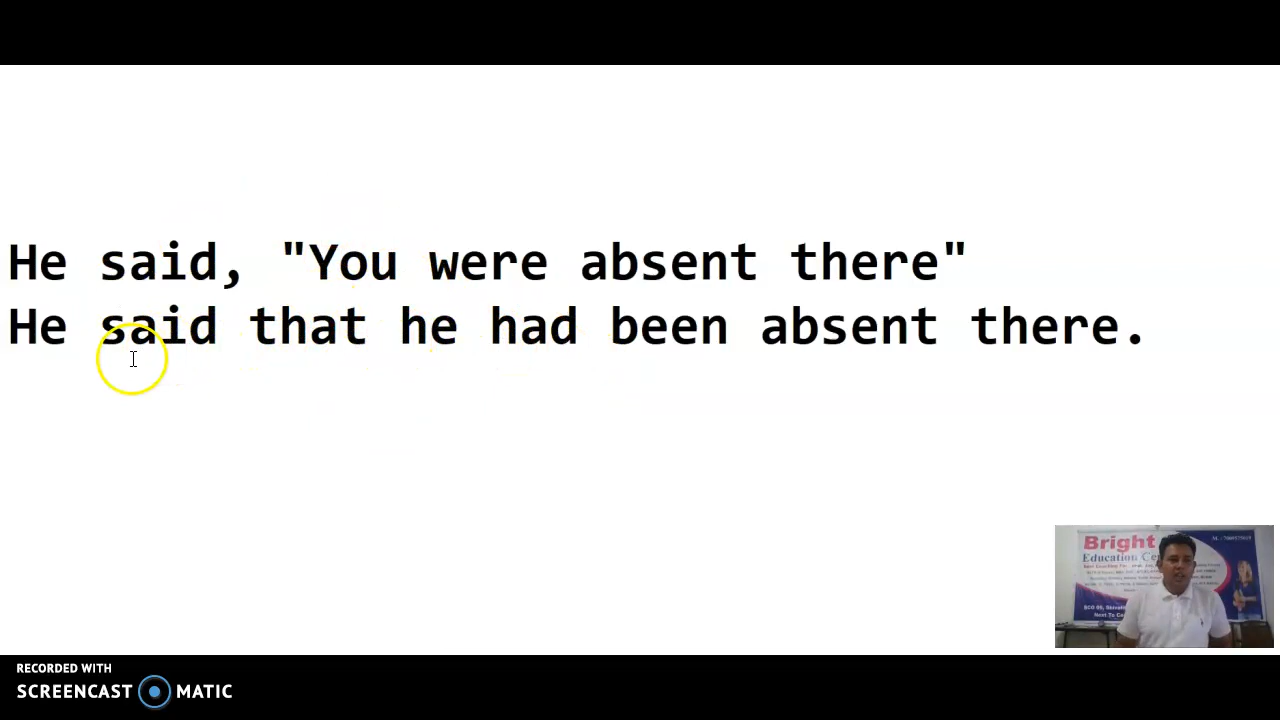 He said, "You were absent there"
He said that he had been absent there.
Bright
Education
RECORDED WITH
SCREENCAST MATIC